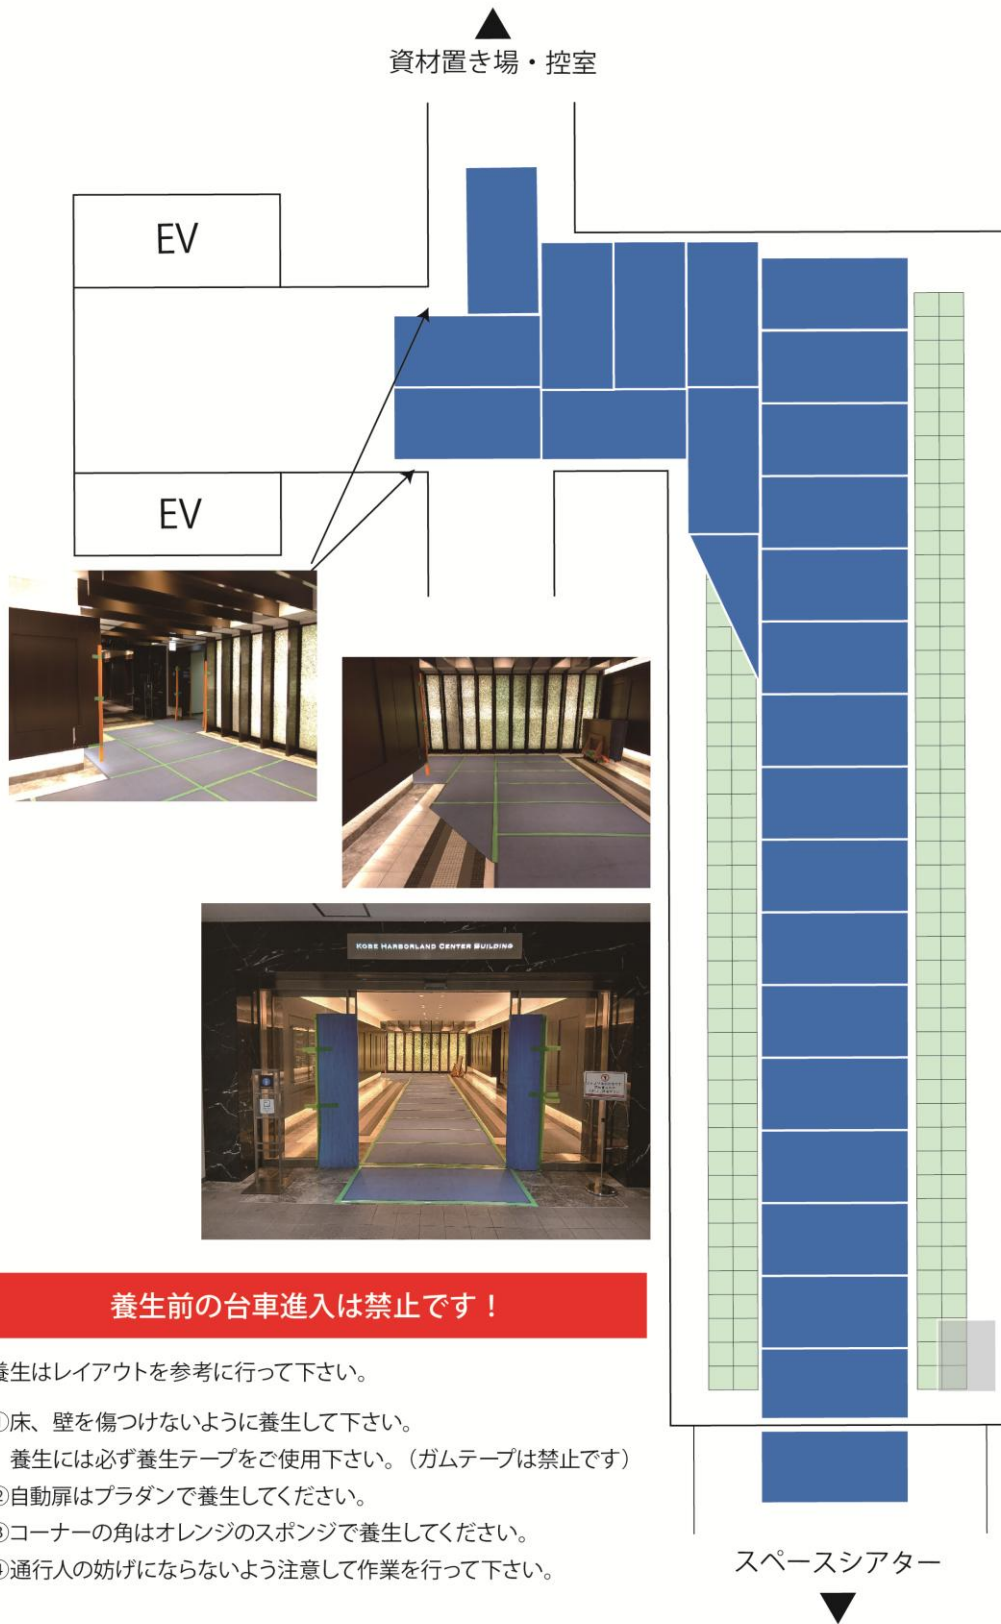 資材置き場・控室
EV
EV
KOBE HARBORLAND CENTER BUILDING
養生前の台車進入は禁止です！
養生はレイアウトを参考に行って下さい。
①床、壁を傷つけないように養生して下さい。
養生には必ず養生テープをご使用下さい。（ガムテープは禁止です）
②自動扉はプラダンで養生してください。
③コーナーの角はオレンジのスポンジで養生してください。
④通行人の妨げにならないよう注意して作業を行って下さい。
スペースシアター